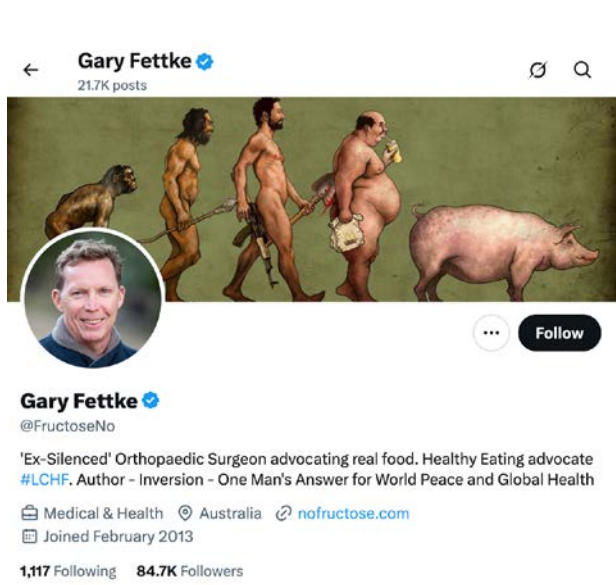 Gary Fettke
21.7K posts
Follow
Gary Fettke
@FructoseNo
'Ex-Silenced' Orthopaedic Surgeon advocating real food. Healthy Eating advocate
#LCHF. Author - Inversion - One Man's Answer for World Peace and Global Health
Medical & Health Australia nofructose.com
Joined February 2013
1,117 Following 84.7K Followers